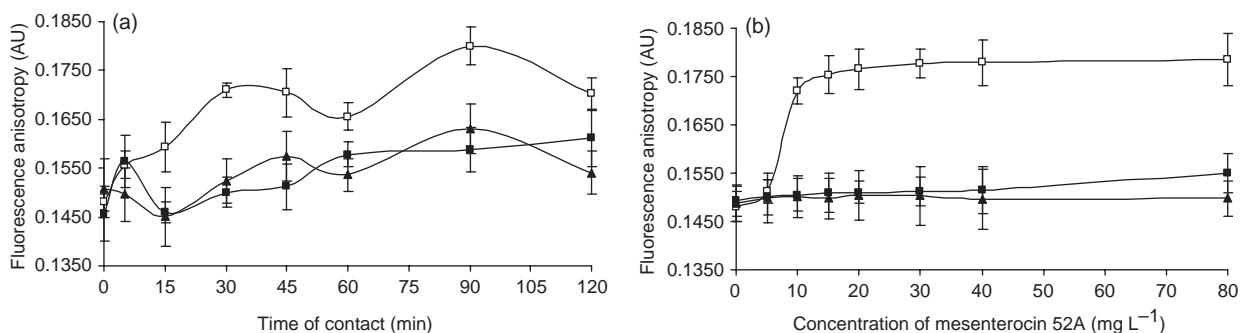 (a)
Fluorescence anisotropy (AU)
0.1850
0.1750
0.1650
0.1550
0.1450
0.1350
0 15 30 45 60 75 90 105 120
Time of contact (min)
(b)
Fluorescence anisotropy (AU)
0.1850
0.1750
0.1650
0.1550
0.1450
0.1350
0 10 20 30 40 50 60 70 80
Concentration of mesenterocin 52A (mg L⁻¹)